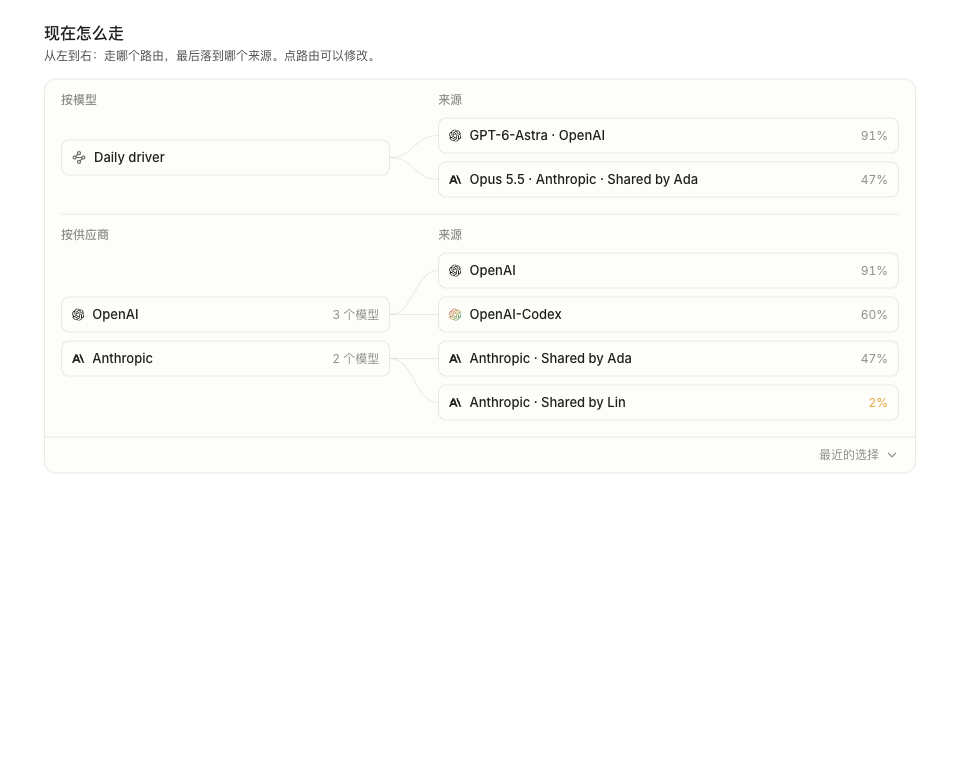 现在怎么走
从左到右：走哪个路由，最后落到哪个来源。点路由可以修改。
按模型
来源
Daily driver
GPT-6-Astra · OpenAI 91%
Opus 5.5 · Anthropic · Shared by Ada 47%
按供应商
来源
OpenAI 91%
OpenAI 3 个模型
OpenAI-Codex 60%
Anthropic 2 个模型
Anthropic · Shared by Ada 47%
Anthropic · Shared by Lin 2%
最近的选择